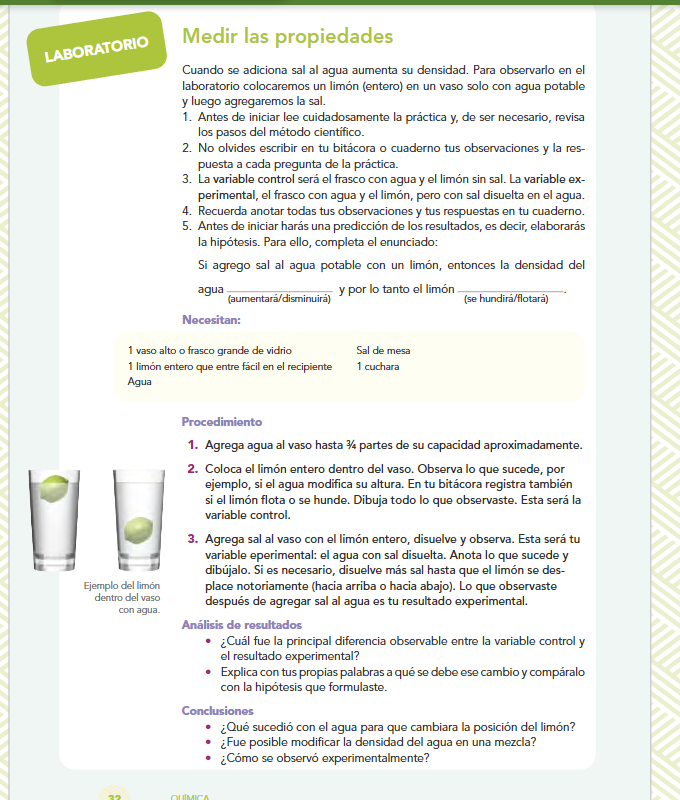 LABORATORIO
Medir las propiedades
Cuando se adiciona sal al agua aumenta su densidad. Para observarlo en el
laboratorio colocaremos un limón (entero) en un vaso solo con agua potable
y luego agregaremos la sal.
1. Antes de iniciar lee cuidadosamente la práctica y, de ser necesario, revisa
los pasos del método científico.
2. No olvides escribir en tu bitácora o cuaderno tus observaciones y la res-
puesta a cada pregunta de la práctica.
3. La variable control será el frasco con agua y el limón sin sal. La variable ex-
perimental, el frasco con agua y el limón, pero con sal disuelta en el agua.
4. Recuerda anotar todas tus observaciones y tus respuestas en tu cuaderno.
5. Antes de iniciar harás una predicción de los resultados, es decir, elaborarás
la hipótesis. Para ello, completa el enunciado:
Si agrego sal al agua potable con un limón, entonces la densidad del
agua ____________ y por lo tanto el limón ____________.
(aumentará/disminuirá) (se hundirá/flotará)
Necesitan:
1 vaso alto o frasco grande de vidrio
1 limón entero que entre fácil en el recipiente
Agua
Sal de mesa
1 cuchara
Procedimiento
1. Agrega agua al vaso hasta ¾ partes de su capacidad aproximadamente.
2. Coloca el limón entero dentro del vaso. Observa lo que sucede, por
ejemplo, si el agua modifica su altura. En tu bitácora registra también
si el limón flota o se hunde. Dibuja todo lo que observaste. Esta será la
variable control.
3. Agrega sal al vaso con el limón entero, disuelve y observa. Esta será tu
variable eperimental: el agua con sal disuelta. Anota lo que sucede y
dibújalo. Si es necesario, disuelve más sal hasta que el limón se des-
place notoriamente (hacia arriba o hacia abajo). Lo que observaste
después de agregar sal al agua es tu resultado experimental.
Ejemplo del limón
dentro del vaso
con agua.
Análisis de resultados
• ¿Cuál fue la principal diferencia observable entre la variable control y
el resultado experimental?
• Explica con tus propias palabras a qué se debe ese cambio y compáralo
con la hipótesis que formulaste.
Conclusiones
• ¿Qué sucedió con el agua para que cambiara la posición del limón?
• ¿Fue posible modificar la densidad del agua en una mezcla?
• ¿Cómo se observó experimentalmente?
32 QUÍMICA